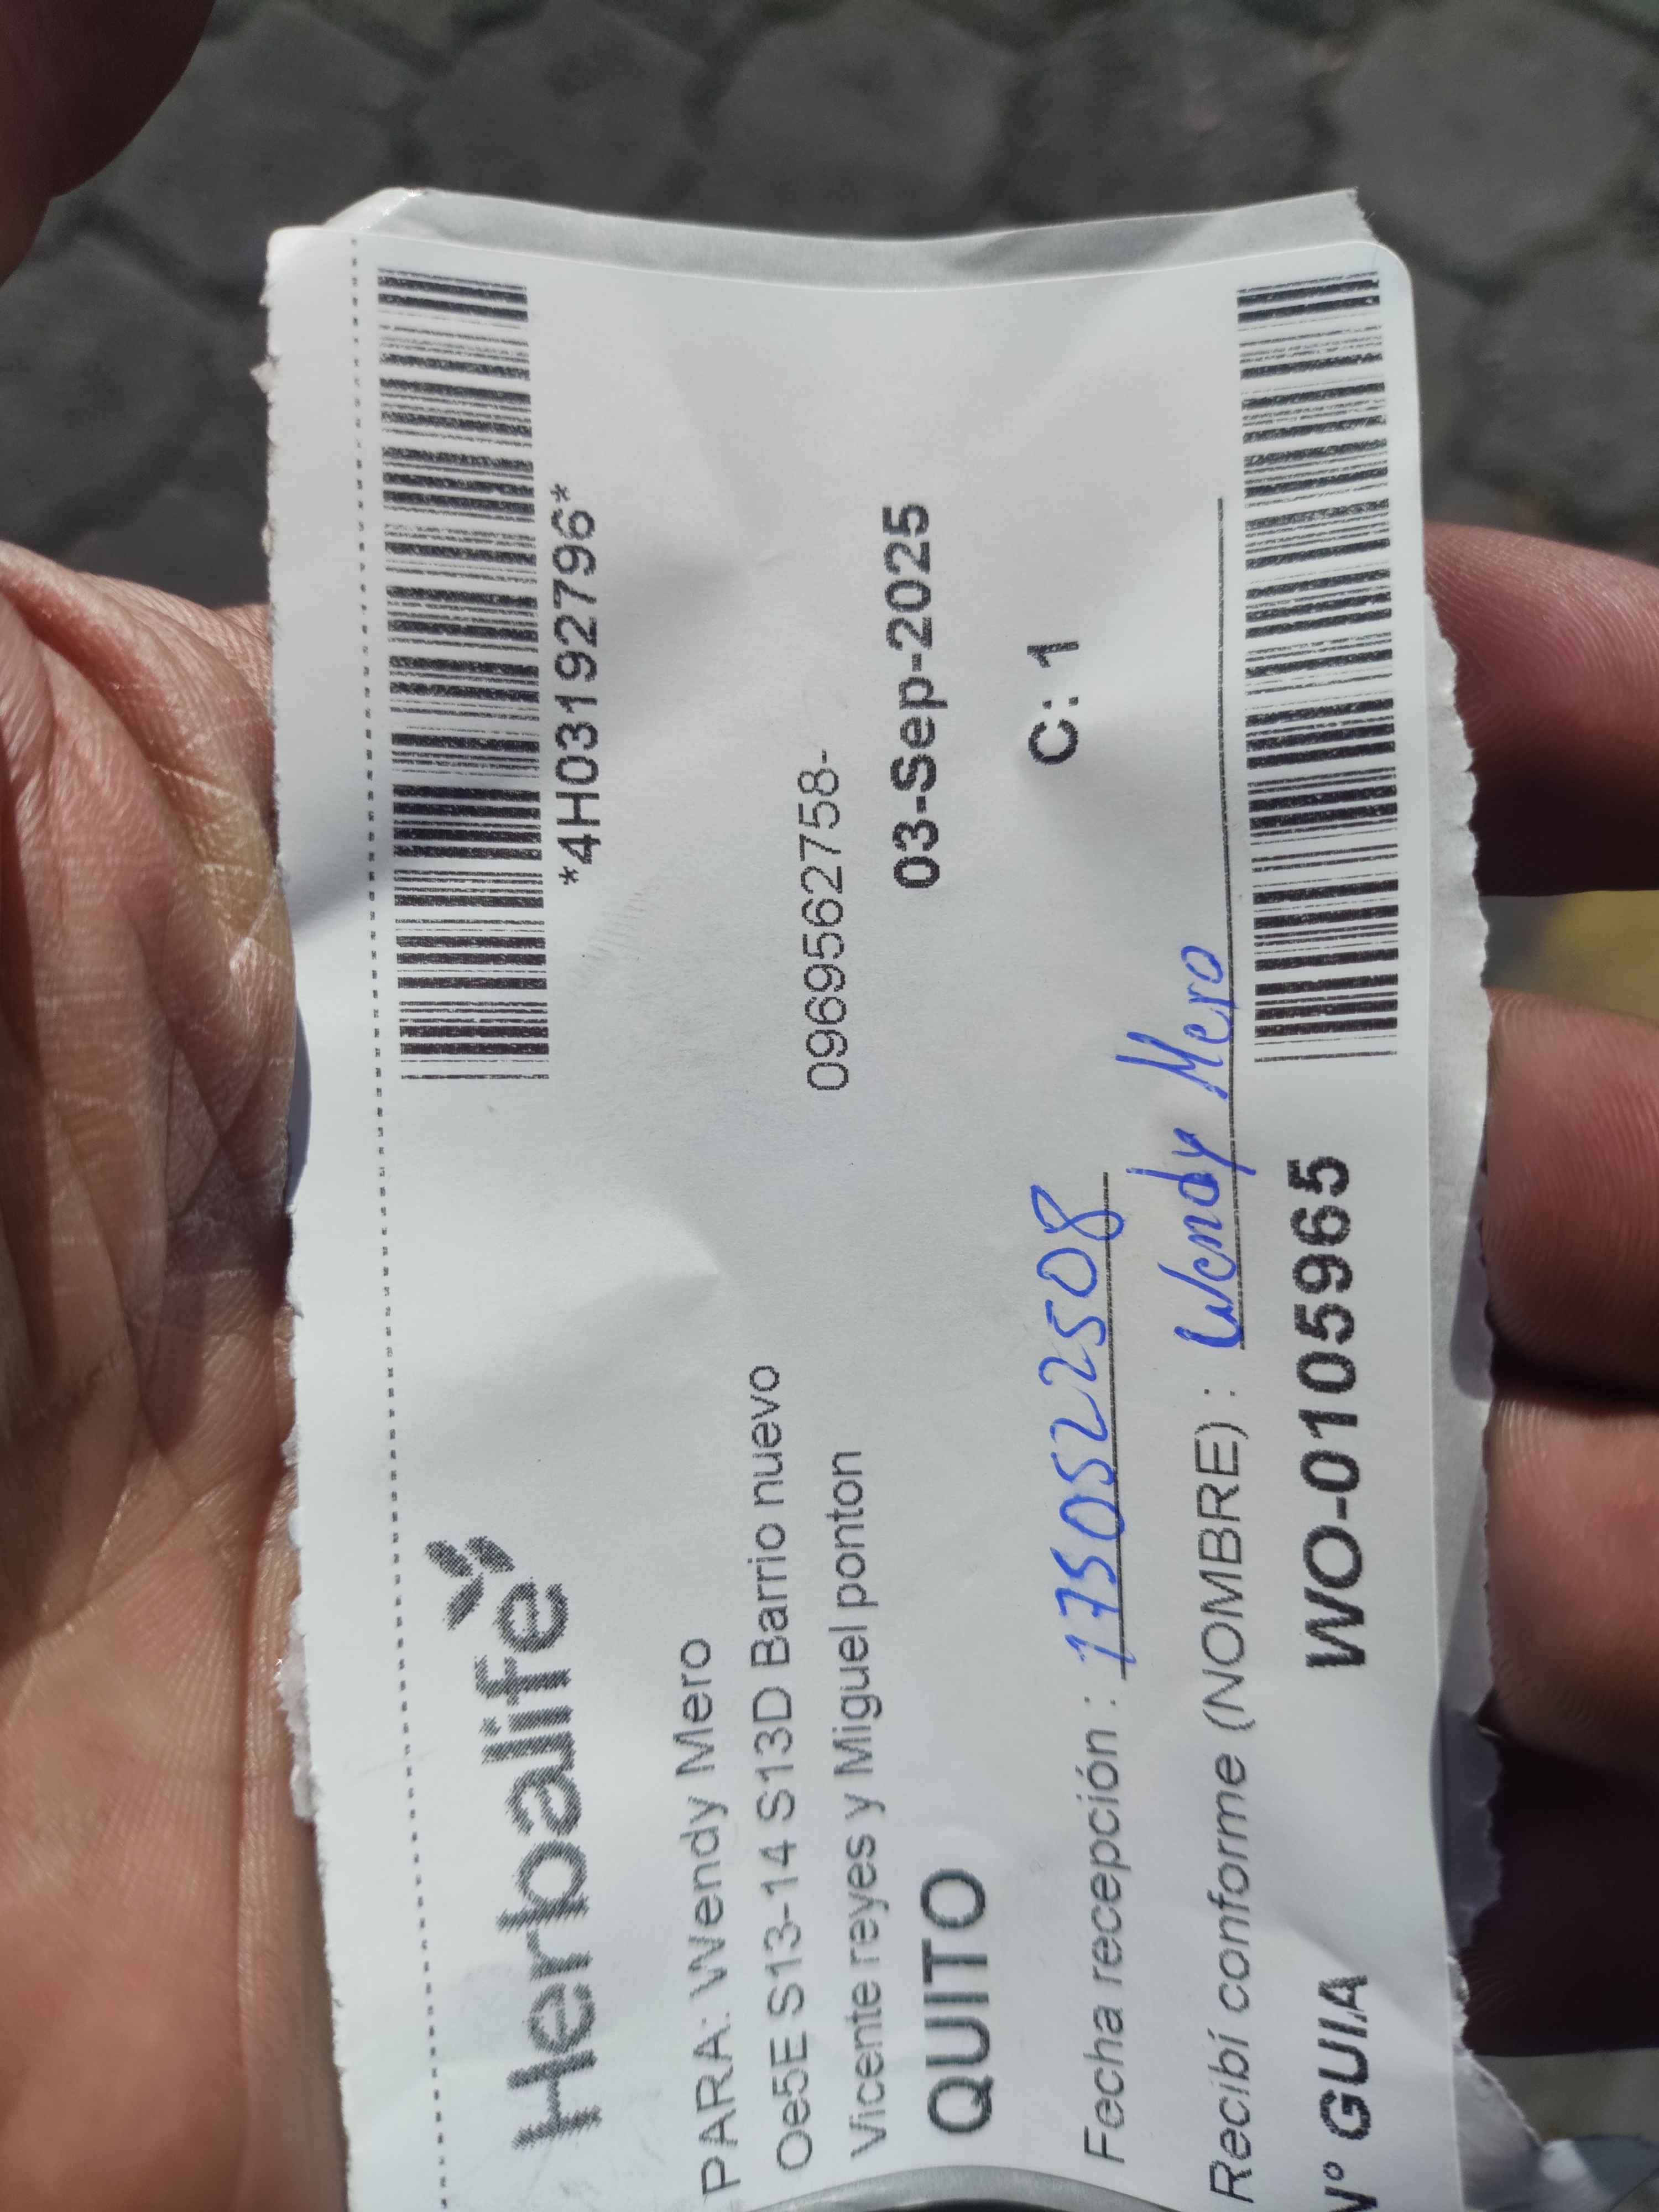 *4H03192796*
Herbalife
PARA: Wendy Mero
Oe5E S13-14 S13D Barrio nuevo
Vicente reyes y Miguel ponton
0969562758-
QUITO
03-Sep-2025
Fecha recepción : 1750522508
C: 1
Recibí conforme (NOMBRE) : Wendy Mero
N° GUIA WO-0105965